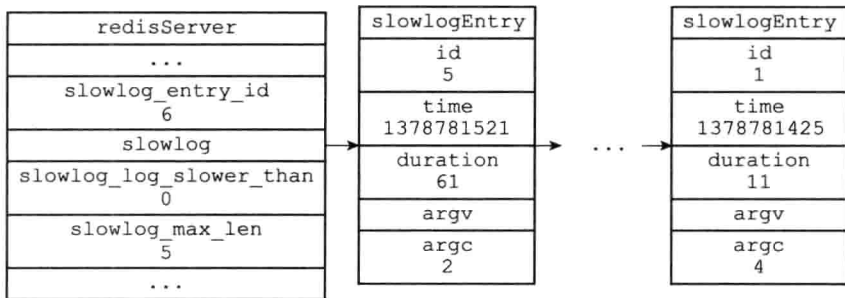 redisServer
...
slowlog_entry_id
6
slowlog
slowlog_log_slower_than
0
slowlog_max_len
5
...
slowlogEntry
id
5
time
1378781521
duration
61
argv
argc
2
...
slowlogEntry
id
1
time
1378781425
duration
11
argv
argc
4